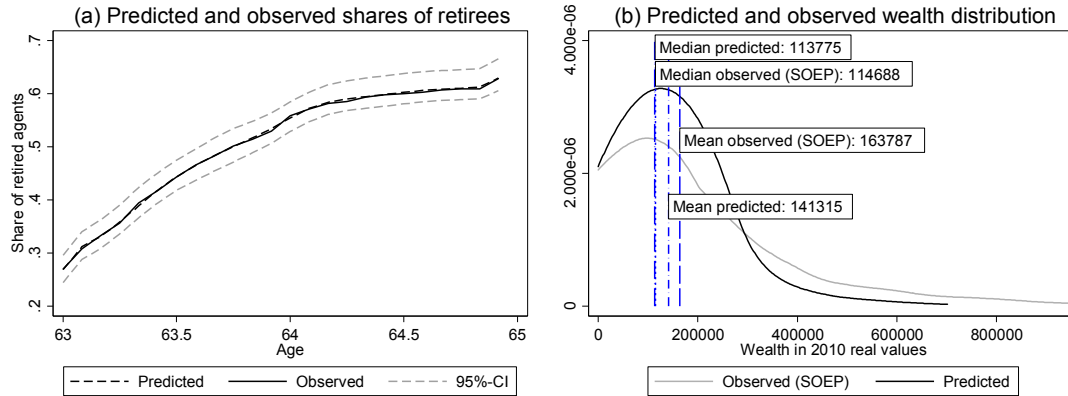 (a) Predicted and observed shares of retirees
Share of retired agents
.7
.6
.5
.4
.3
.2
63
63.5
64
64.5
65
Age
Predicted
Observed
95%-CI
(b) Predicted and observed wealth distribution
4.000e-06
2.000e-06
0
Median predicted: 113775
Median observed (SOEP): 114688
Mean observed (SOEP): 163787
Mean predicted: 141315
0
200000
400000
600000
800000
Wealth in 2010 real values
Observed (SOEP)
Predicted